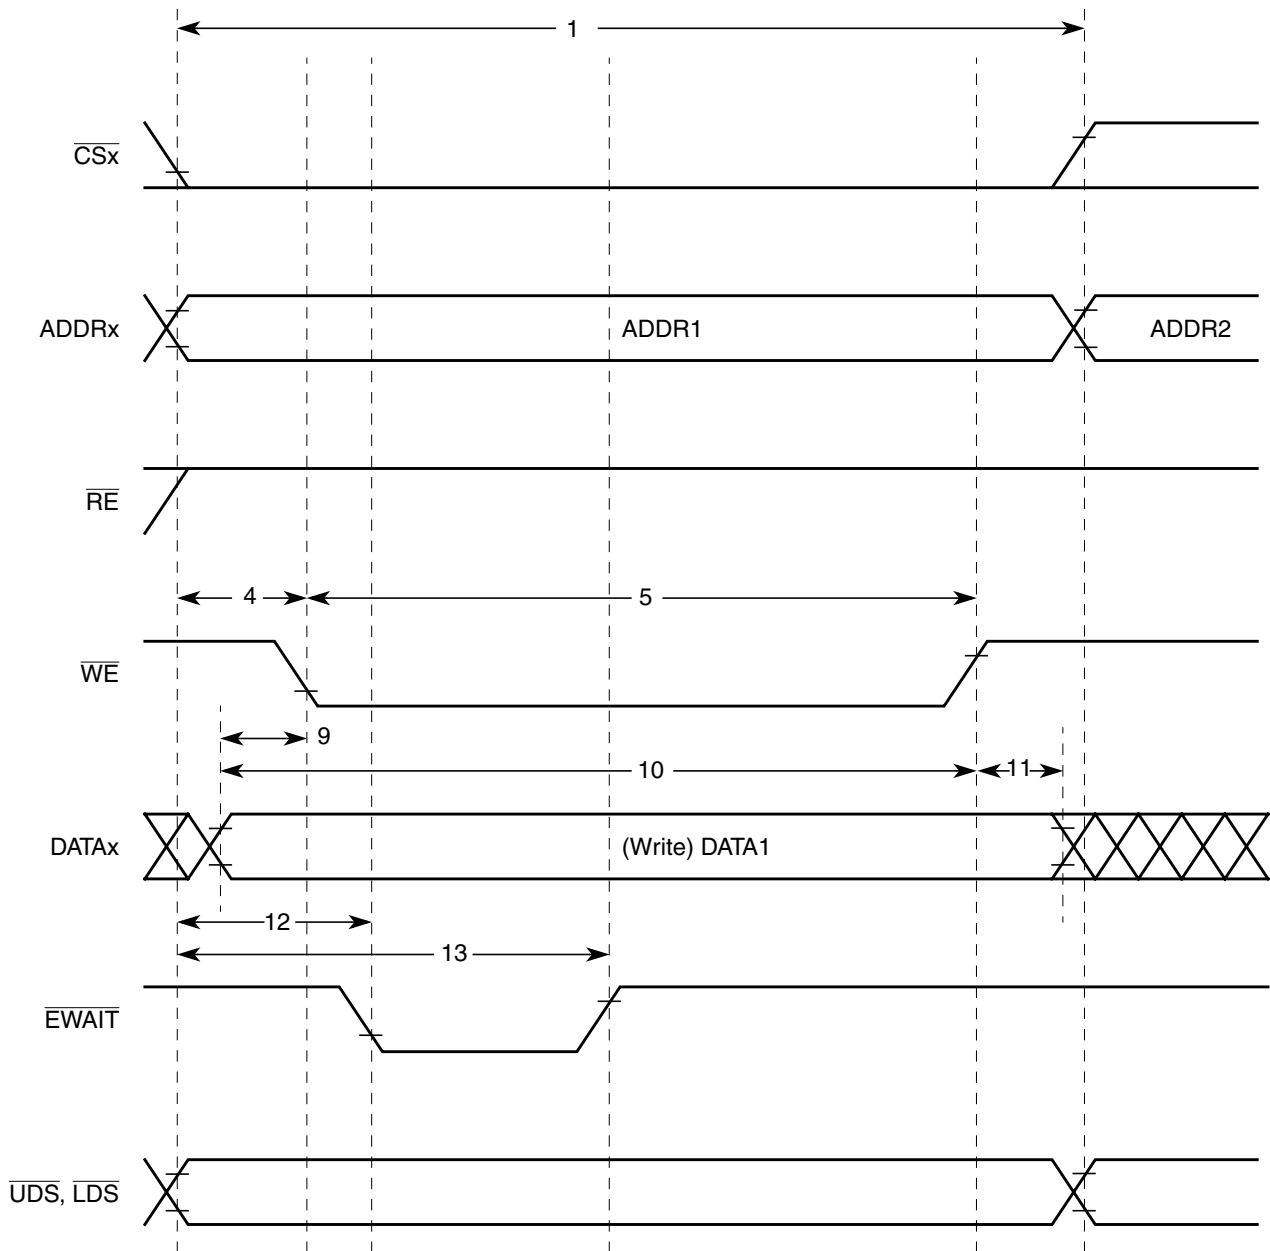 1
CSx
ADDRx
ADDR1
ADDR2
RE
4
5
WE
9
10
11
DATAx
(Write) DATA1
12
13
EWAIT
UDS, LDS